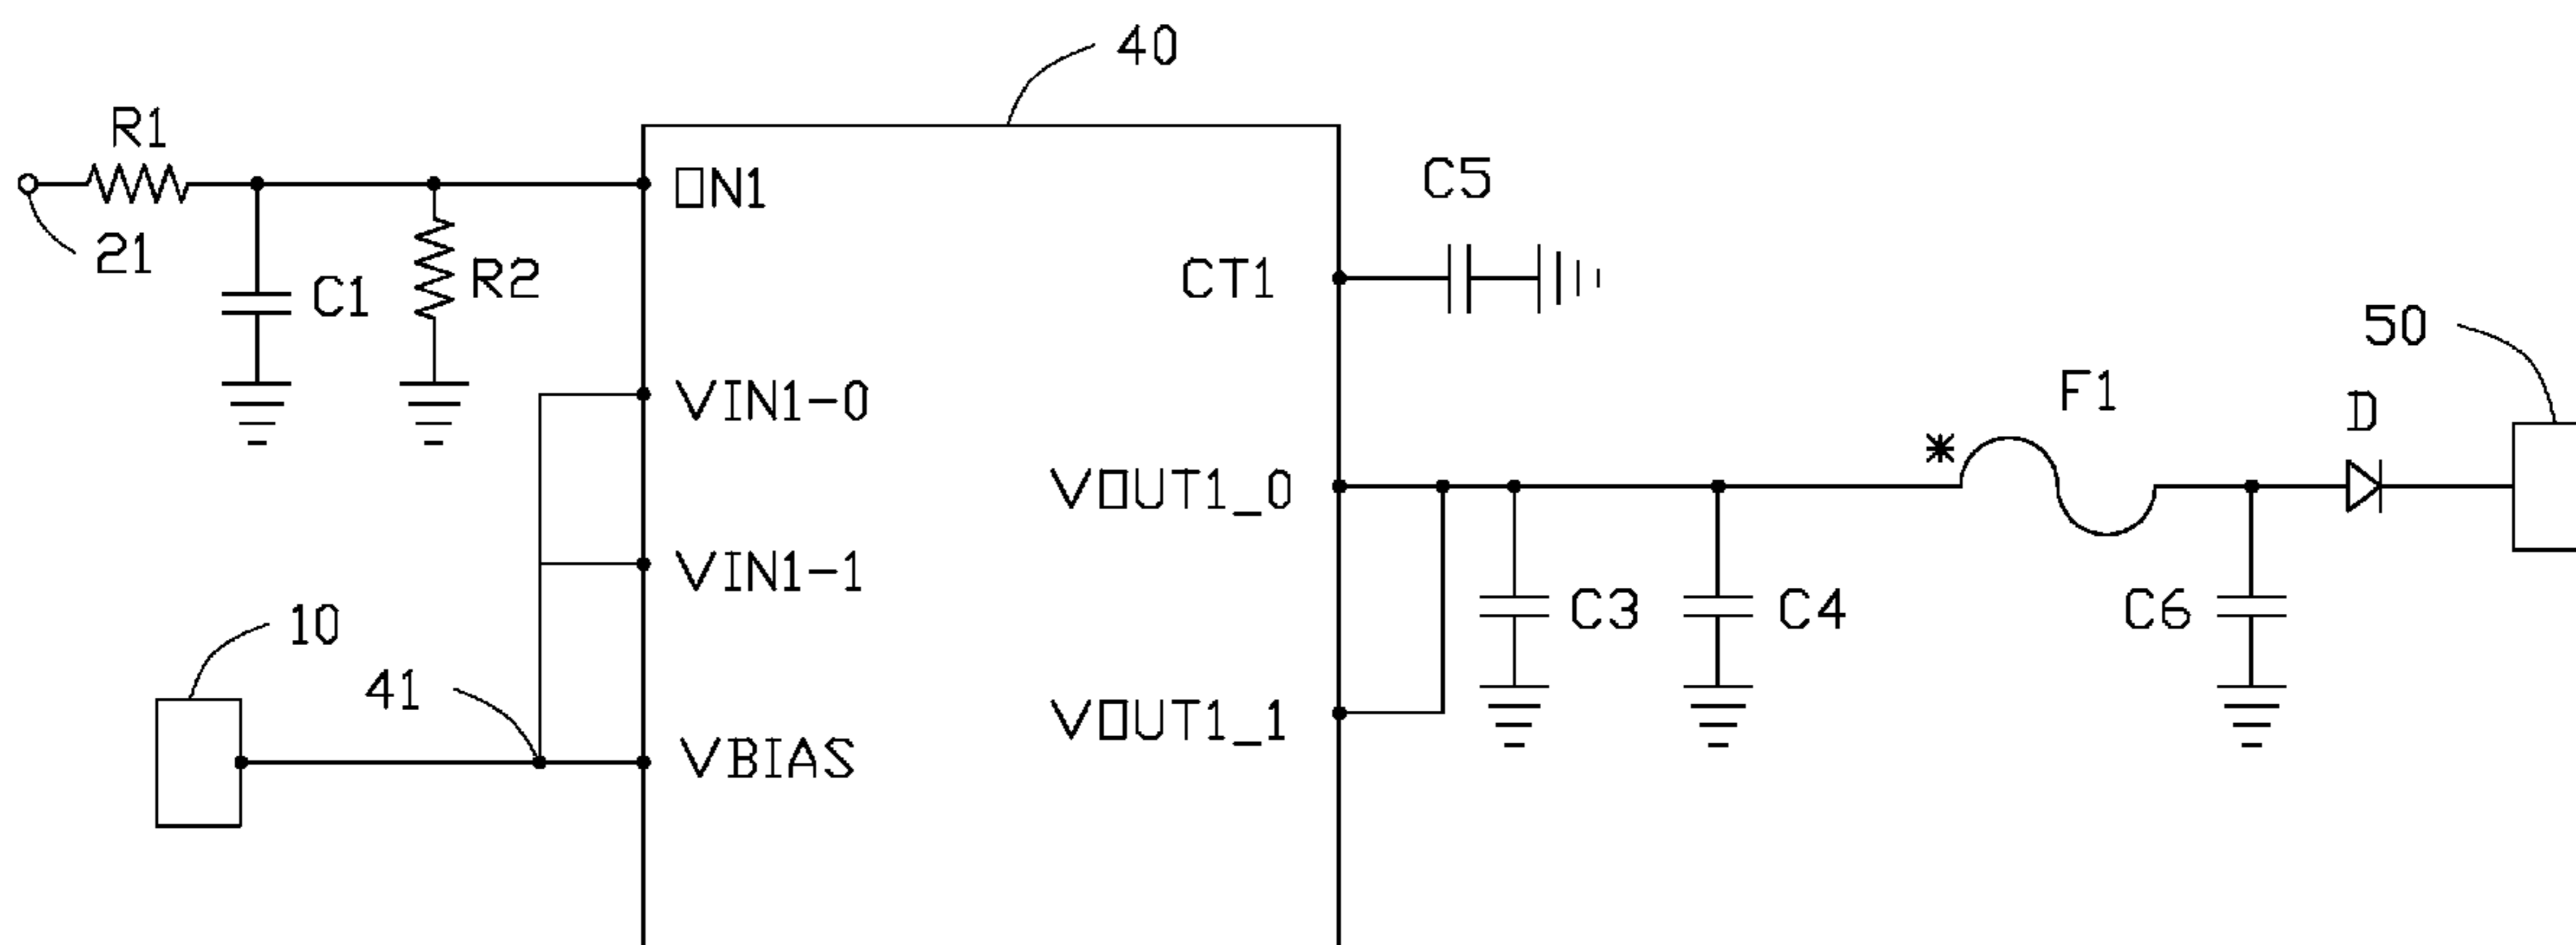 40
R1
ON1
C5
21
R2
C1
CT1
50
VIN1-0
F1
D
*
VOUT1_0
VIN1-1
10
C3
C4
C6
41
VOUT1_1
VBIAS